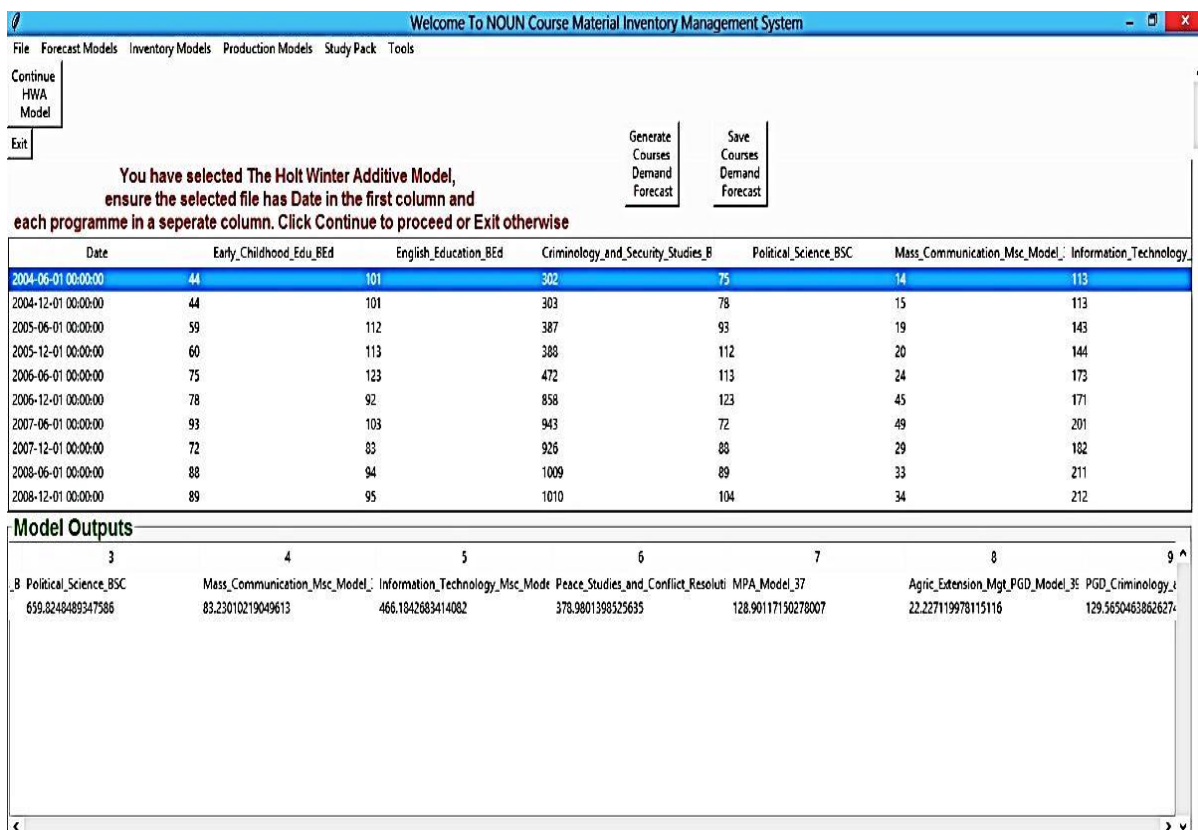 Welcome To NOUN Course Material Inventory Management System
File Forecast Models Inventory Models Production Models Study Pack Tools
Continue
HWA
Model
Exit
Generate
Courses
Demand
Forecast
Save
Courses
Demand
Forecast
You have selected The Holt Winter Additive Model,
ensure the selected file has Date in the first column and
each programme in a seperate column. Click Continue to proceed or Exit otherwise
Date Early_Childhood_Edu_BEd English_Education_BEd Criminology_and_Security_Studies_B Political_Science_BSC Mass_Communication_Msc_Model_ Information_Technology_
2004-06-01 00:00:00 44 101 302 75 14 113
2004-12-01 00:00:00 44 101 303 78 15 113
2005-06-01 00:00:00 59 112 387 93 19 143
2005-12-01 00:00:00 60 113 388 112 20 144
2006-06-01 00:00:00 75 123 472 113 24 173
2006-12-01 00:00:00 78 92 858 123 45 171
2007-06-01 00:00:00 93 103 943 72 49 201
2007-12-01 00:00:00 72 83 926 88 29 182
2008-06-01 00:00:00 88 94 1009 89 33 211
2008-12-01 00:00:00 89 95 1010 104 34 212
Model Outputs
3 4 5 6 7 8 9
_B Political_Science_BSC Mass_Communication_Msc_Model_ Information_Technology_Msc_Mode Peace_Studies_and_Conflict_Resoluti MPA_Model_37 Agric_Extension_Mgt_PGD_Model_39 PGD_Criminology_a
659.8248489347586 83.23010219049613 466.1842683414082 378.9801398525635 128.90117150278007 22.227119978115116 129.5650463862627